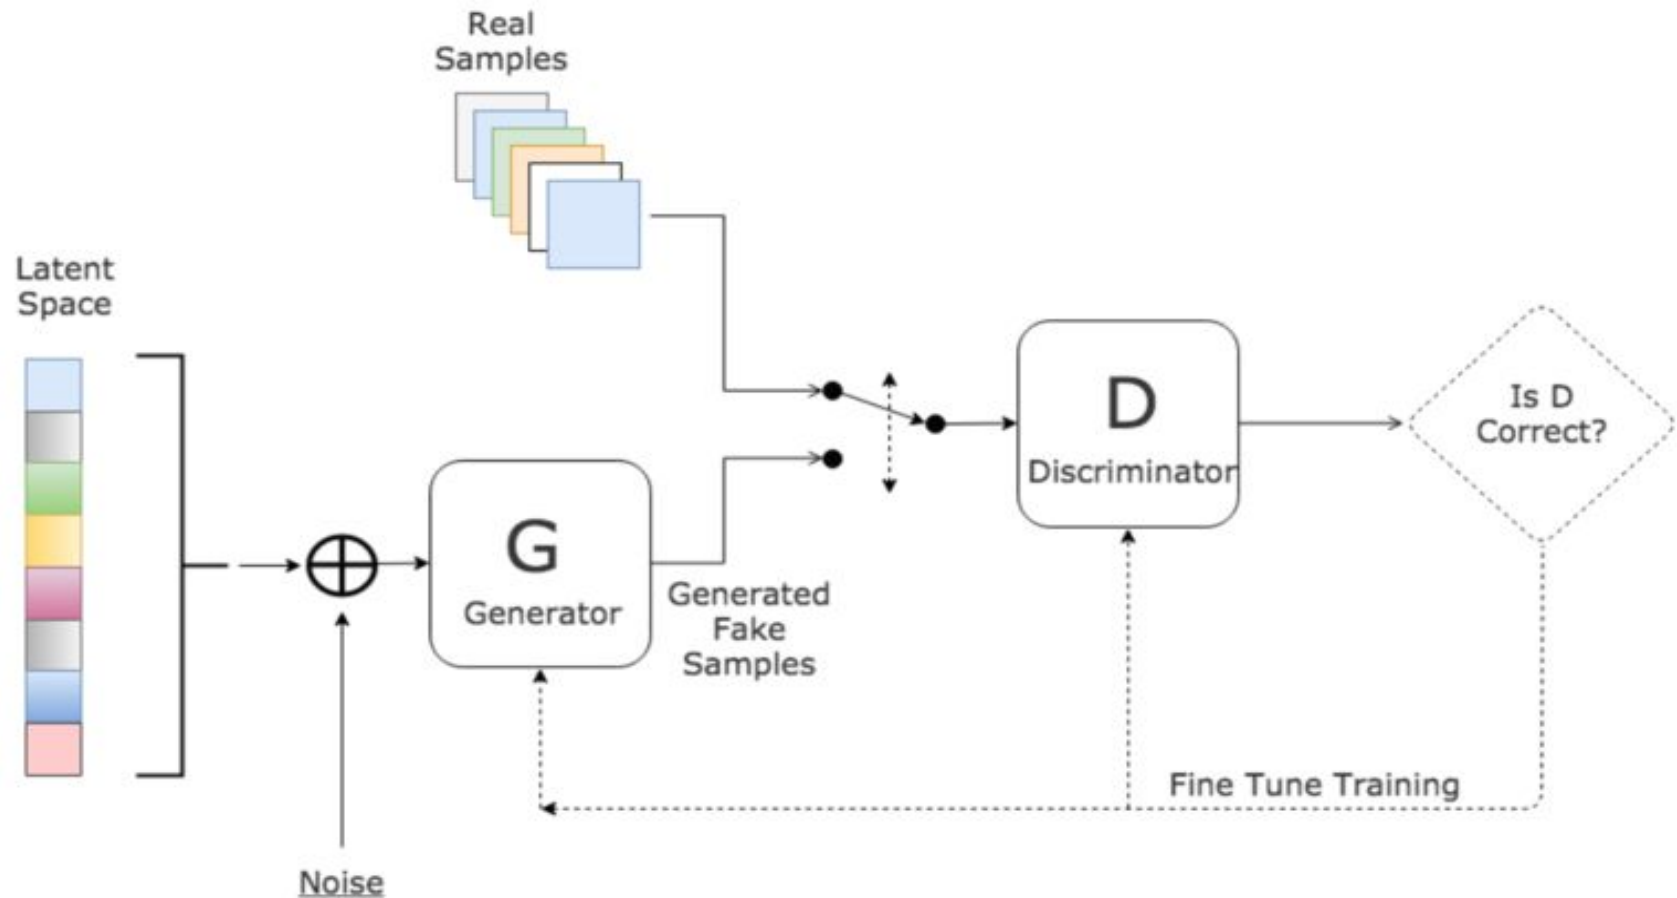 Real
Samples
Latent
Space
G
Generator
Generated
Fake
Samples
D
Discriminator
Is D
Correct?
Fine Tune Training
Noise